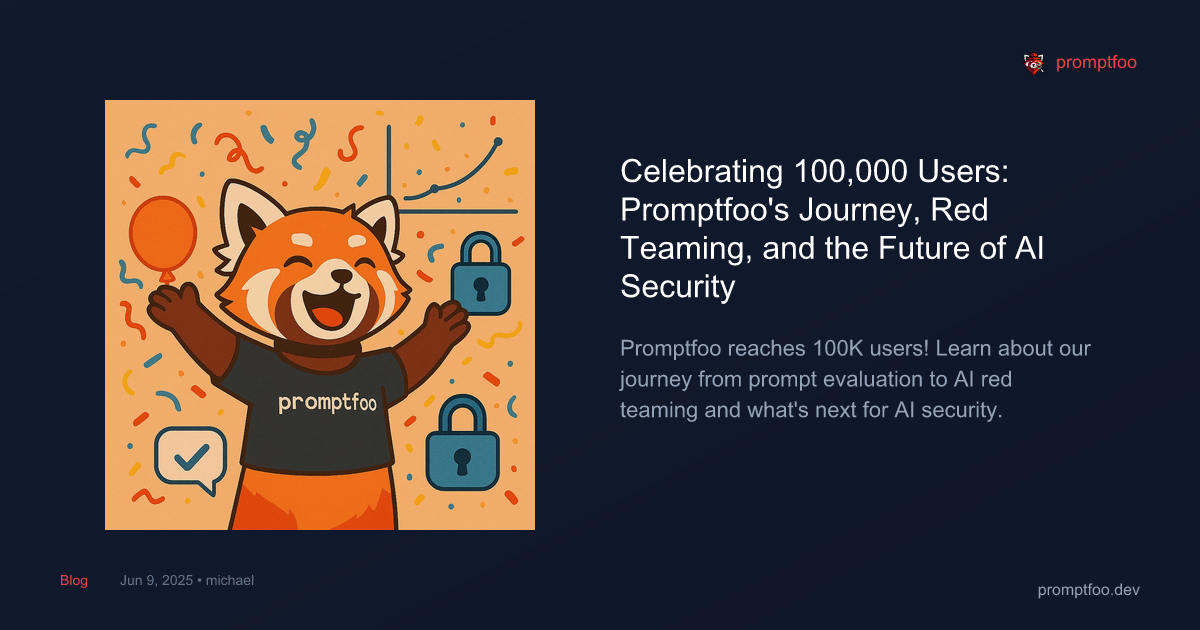 promptfoo
promptfoo
Celebrating 100,000 Users:
Promptfoo's Journey, Red
Teaming, and the Future of AI
Security
Promptfoo reaches 100K users! Learn about our
journey from prompt evaluation to AI red
teaming and what's next for AI security.
Blog
Jun 9, 2025 • michael
promptfoo.dev